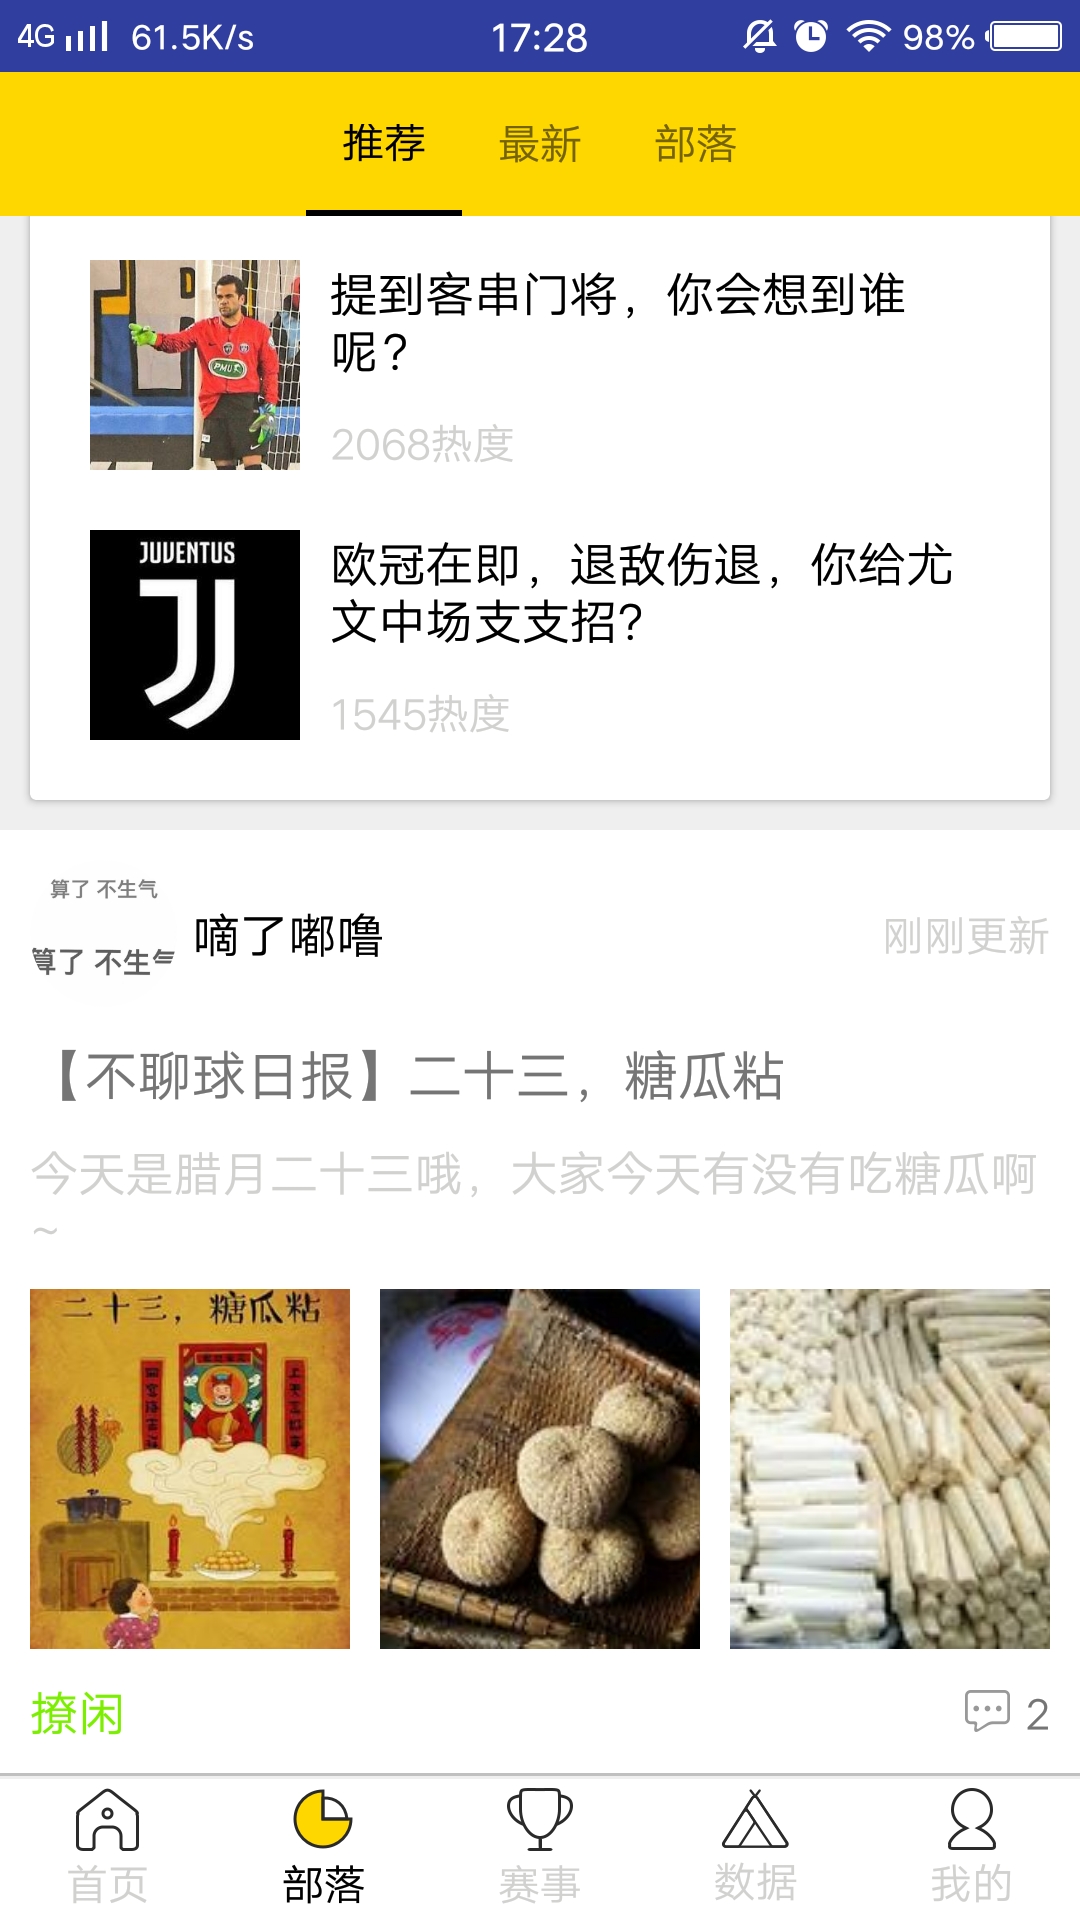 4G 61.5K/s 17:28 98%
推荐 最新 部落
提到客串门将，你会想到谁
呢？
2068热度
PMU
JUVENTUS
欧冠在即，退敌伤退，你给尤
文中场支支招?
1545热度
算了 不生气
算了 不生气
嘀了嘟噜
刚刚更新
【不聊球日报】二十三，糖瓜粘
今天是腊月二十三哦，大家今天有没有吃糖瓜啊
~
二十三，糖瓜粘
撩闲
2
首页 部落 赛事 数据 我的